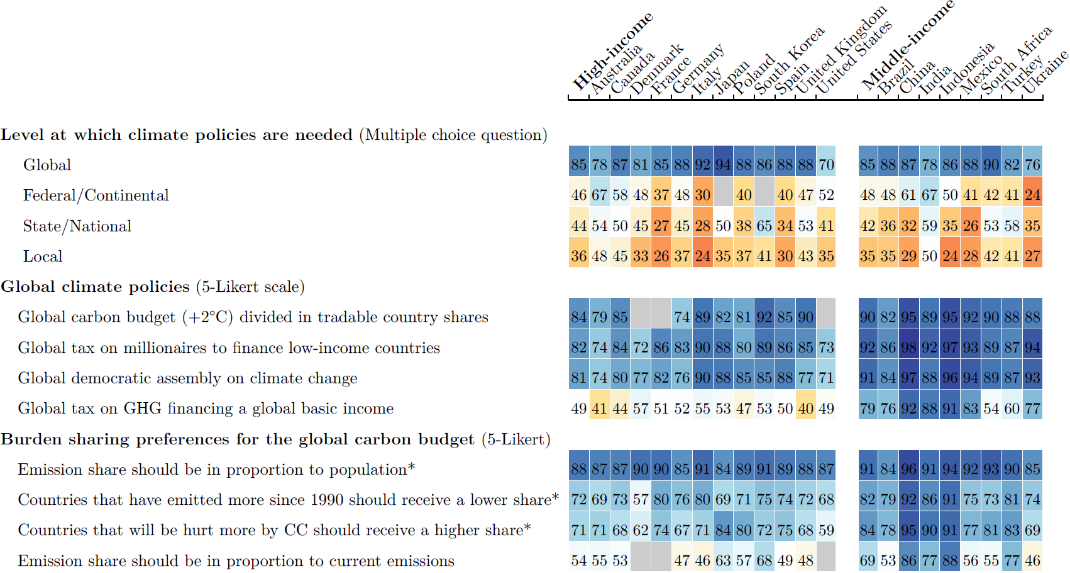 High-income
Australia
Canada
Denmark
France
Germany
Italy
Japan
Poland
South Korea
Spain
United Kingdom
United States
Middle-income
Brazil
China
India
Indonesia
Mexico
South Africa
Turkey
Ukraine
Level at which climate policies are needed (Multiple choice question)
Global 85 78 87 81 85 88 92 94 88 86 88 88 70 85 88 87 78 86 88 90 82 76
Federal/Continental 46 67 58 48 37 48 30 40 40 47 52 48 48 61 67 50 41 42 41 24
State/National 44 54 50 45 27 45 28 50 38 65 34 53 41 42 36 32 59 35 26 53 58 35
Local 36 48 45 33 26 37 24 35 37 41 30 43 35 35 35 29 50 24 28 42 41 27
Global climate policies (5-Likert scale)
Global carbon budget (+2°C) divided in tradable country shares 84 79 85 74 89 82 81 92 85 90 90 82 95 89 95 92 90 88 88
Global tax on millionaires to finance low-income countries 82 74 84 72 86 83 90 88 80 89 86 85 73 92 86 98 92 97 93 89 87 94
Global democratic assembly on climate change 81 74 80 77 82 76 90 88 85 85 88 77 71 91 84 97 88 96 94 89 87 93
Global tax on GHG financing a global basic income 49 41 44 57 51 52 55 53 47 53 50 40 49 79 76 92 88 91 83 54 60 77
Burden sharing preferences for the global carbon budget (5-Likert)
Emission share should be in proportion to population* 88 87 87 90 90 85 91 84 89 91 89 88 87 91 84 96 91 94 92 93 90 85
Countries that have emitted more since 1990 should receive a lower share* 72 69 73 57 80 76 80 69 71 75 74 72 68 82 79 92 86 91 75 73 81 74
Countries that will be hurt more by CC should receive a higher share* 71 71 68 62 74 67 71 84 80 72 75 68 59 84 78 95 90 91 77 81 83 69
Emission share should be in proportion to current emissions 54 55 53 47 46 63 57 68 49 48 69 53 86 77 88 56 55 77 46